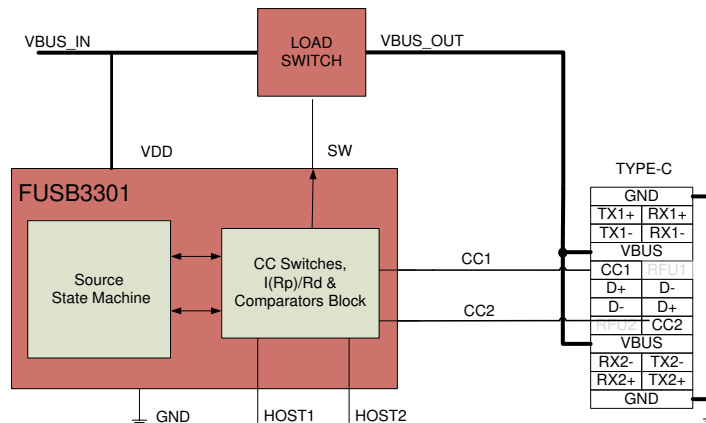 VBUS_IN
LOAD
SWITCH
VBUS_OUT
VDD
SW
FUSB3301
Source
State Machine
CC Switches,
I(Rp)/Rd &
Comparators Block
CC1
CC2
GND
HOST1
HOST2
TYPE-C
GND
TX1+ RX1+
TX1- RX1-
VBUS
CC1 RFU1
D+ D-
D- D+
RFU2 CC2
VBUS
RX2- TX2-
RX2+ TX2+
GND